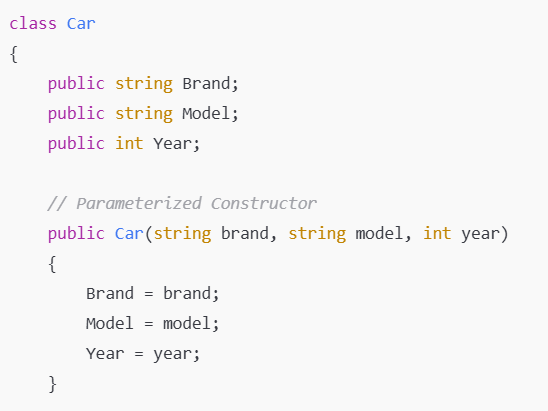 class Car
{
    public string Brand;
    public string Model;
    public int Year;

    // Parameterized Constructor
    public Car(string brand, string model, int year)
    {
        Brand = brand;
        Model = model;
        Year = year;
    }